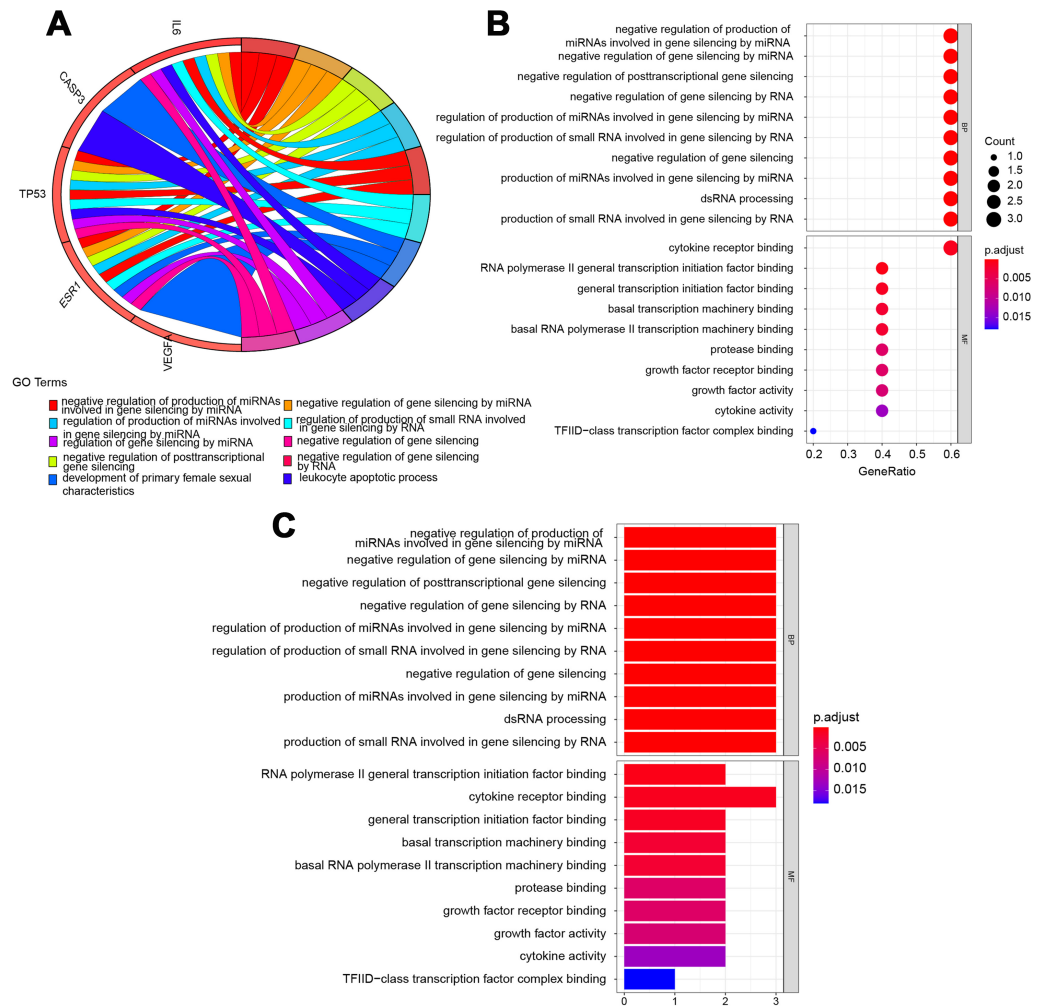 A
IL6
CASP3
TP53
ESR1
VEGFA
GO Terms
negative regulation of production of miRNAs
involved in gene silencing by miRNA
negative regulation of gene silencing by miRNA
regulation of production of miRNAs involved
in gene silencing by miRNA
regulation of production of small RNA involved
in gene silencing by RNA
regulation of gene silencing by miRNA
negative regulation of gene silencing
negative regulation of posttranscriptional
gene silencing
negative regulation of gene silencing
by RNA
development of primary female sexual
characteristics
leukocyte apoptotic process
B
negative regulation of production of
miRNAs involved in gene silencing by miRNA
negative regulation of gene silencing by miRNA
negative regulation of posttranscriptional gene silencing
negative regulation of gene silencing by RNA
regulation of production of miRNAs involved in gene silencing by miRNA
regulation of production of small RNA involved in gene silencing by RNA
negative regulation of gene silencing
production of miRNAs involved in gene silencing by miRNA
dsRNA processing
production of small RNA involved in gene silencing by RNA
BP
cytokine receptor binding
RNA polymerase II general transcription initiation factor binding
general transcription initiation factor binding
basal transcription machinery binding
basal RNA polymerase II transcription machinery binding
protease binding
growth factor receptor binding
growth factor activity
cytokine activity
TFIID−class transcription factor complex binding
MF
0.2 0.3 0.4 0.5 0.6
GeneRatio
Count
1.0
1.5
2.0
2.5
3.0
p.adjust
0.005
0.010
0.015
C
negative regulation of production of
miRNAs involved in gene silencing by miRNA
negative regulation of gene silencing by miRNA
negative regulation of posttranscriptional gene silencing
negative regulation of gene silencing by RNA
regulation of production of miRNAs involved in gene silencing by miRNA
regulation of production of small RNA involved in gene silencing by RNA
negative regulation of gene silencing
production of miRNAs involved in gene silencing by miRNA
dsRNA processing
production of small RNA involved in gene silencing by RNA
BP
RNA polymerase II general transcription initiation factor binding
cytokine receptor binding
general transcription initiation factor binding
basal transcription machinery binding
basal RNA polymerase II transcription machinery binding
protease binding
growth factor receptor binding
growth factor activity
cytokine activity
TFIID−class transcription factor complex binding
MF
0 1 2 3
p.adjust
0.005
0.010
0.015